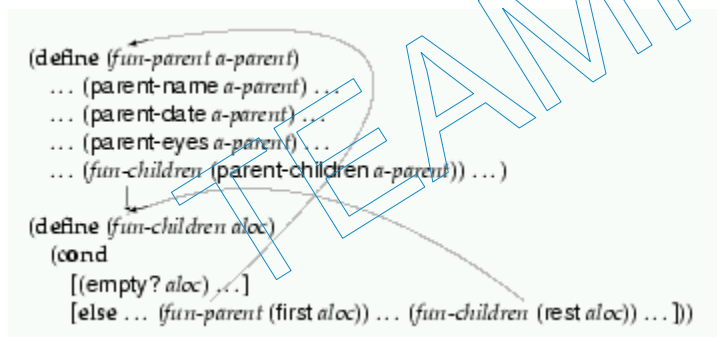 (define (fun-parent a-parent)
... (parent-name a-parent) ...
... (parent-date a-parent) ...
... (parent-eyes a-parent) ...
... (fun-children (parent-children a-parent)) ... )
(define (fun-children aloc)
(cond
[(empty? aloc) ...]
[else ... (fun-parent (first aloc)) ... (fun-children (rest aloc)) ... ]))